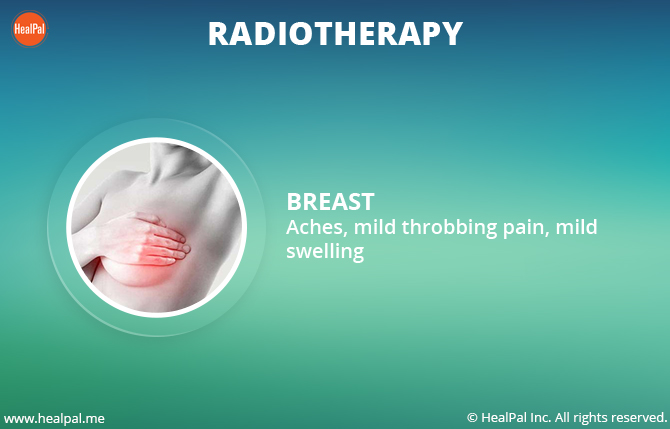 HealPal
RADIOTHERAPY
BREAST
Aches, mild throbbing pain, mild
swelling
www.healpal.me
© HealPal Inc. All rights reserved.